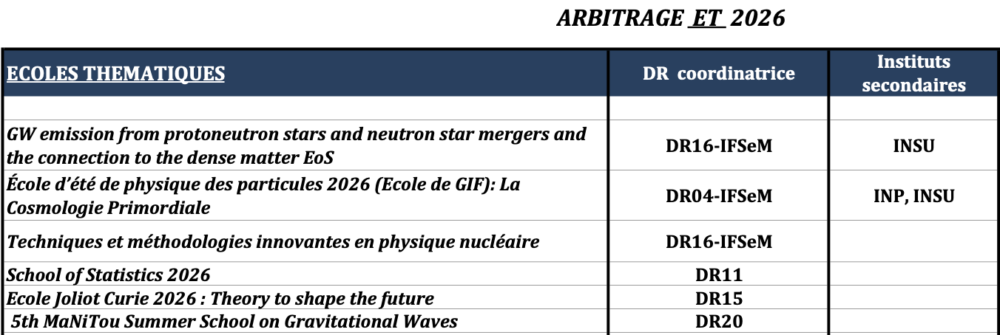 ARBITRAGE ET 2026
ECOLES THEMATIQUES
DR coordinatrice
Instituts
secondaires
GW emission from protoneutron stars and neutron star mergers and
the connection to the dense matter EoS
DR16-IFSeM
INSU
École d'été de physique des particules 2026 (Ecole de GIF): La
Cosmologie Primordiale
DR04-IFSeM
INP, INSU
Techniques et méthodologies innovantes en physique nucléaire
DR16-IFSeM
School of Statistics 2026
DR11
Ecole Joliot Curie 2026 : Theory to shape the future
DR15
5th MaNiTou Summer School on Gravitational Waves
DR20